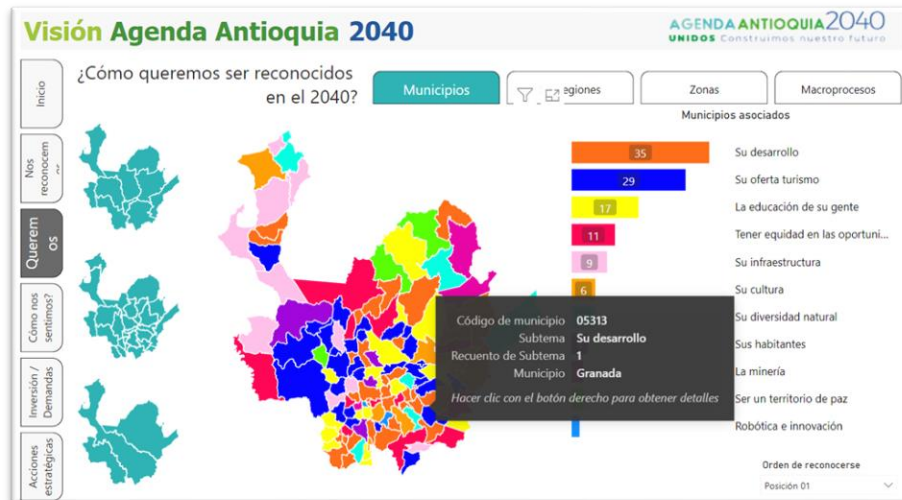 Visión Agenda Antioquia 2040
AGENDA ANTIOQUIA 2040
UNIDOS Construimos nuestro futuro
¿Cómo queremos ser reconocidos
en el 2040?
Municipios
egiones
Zonas
Macroprocesos
Inicio
Nos
reconocem
os
Querem
os
Cómo nos
sentimos?
Inversión /
Demandas
Acciones
estratégicas
Municipios asociados
35
Su desarrollo
29
Su oferta turismo
17
La educación de su gente
11
Tener equidad en las oportuni...
9
Su infraestructura
6
Su cultura
Su diversidad natural
Sus habitantes
La minería
Ser un territorio de paz
Robótica e innovación
Código de municipio 05313
Subtema Su desarrollo
Recuento de Subtema 1
Municipio Granada
Hacer clic con el botón derecho para obtener detalles
Orden de reconocerse
Posición 01